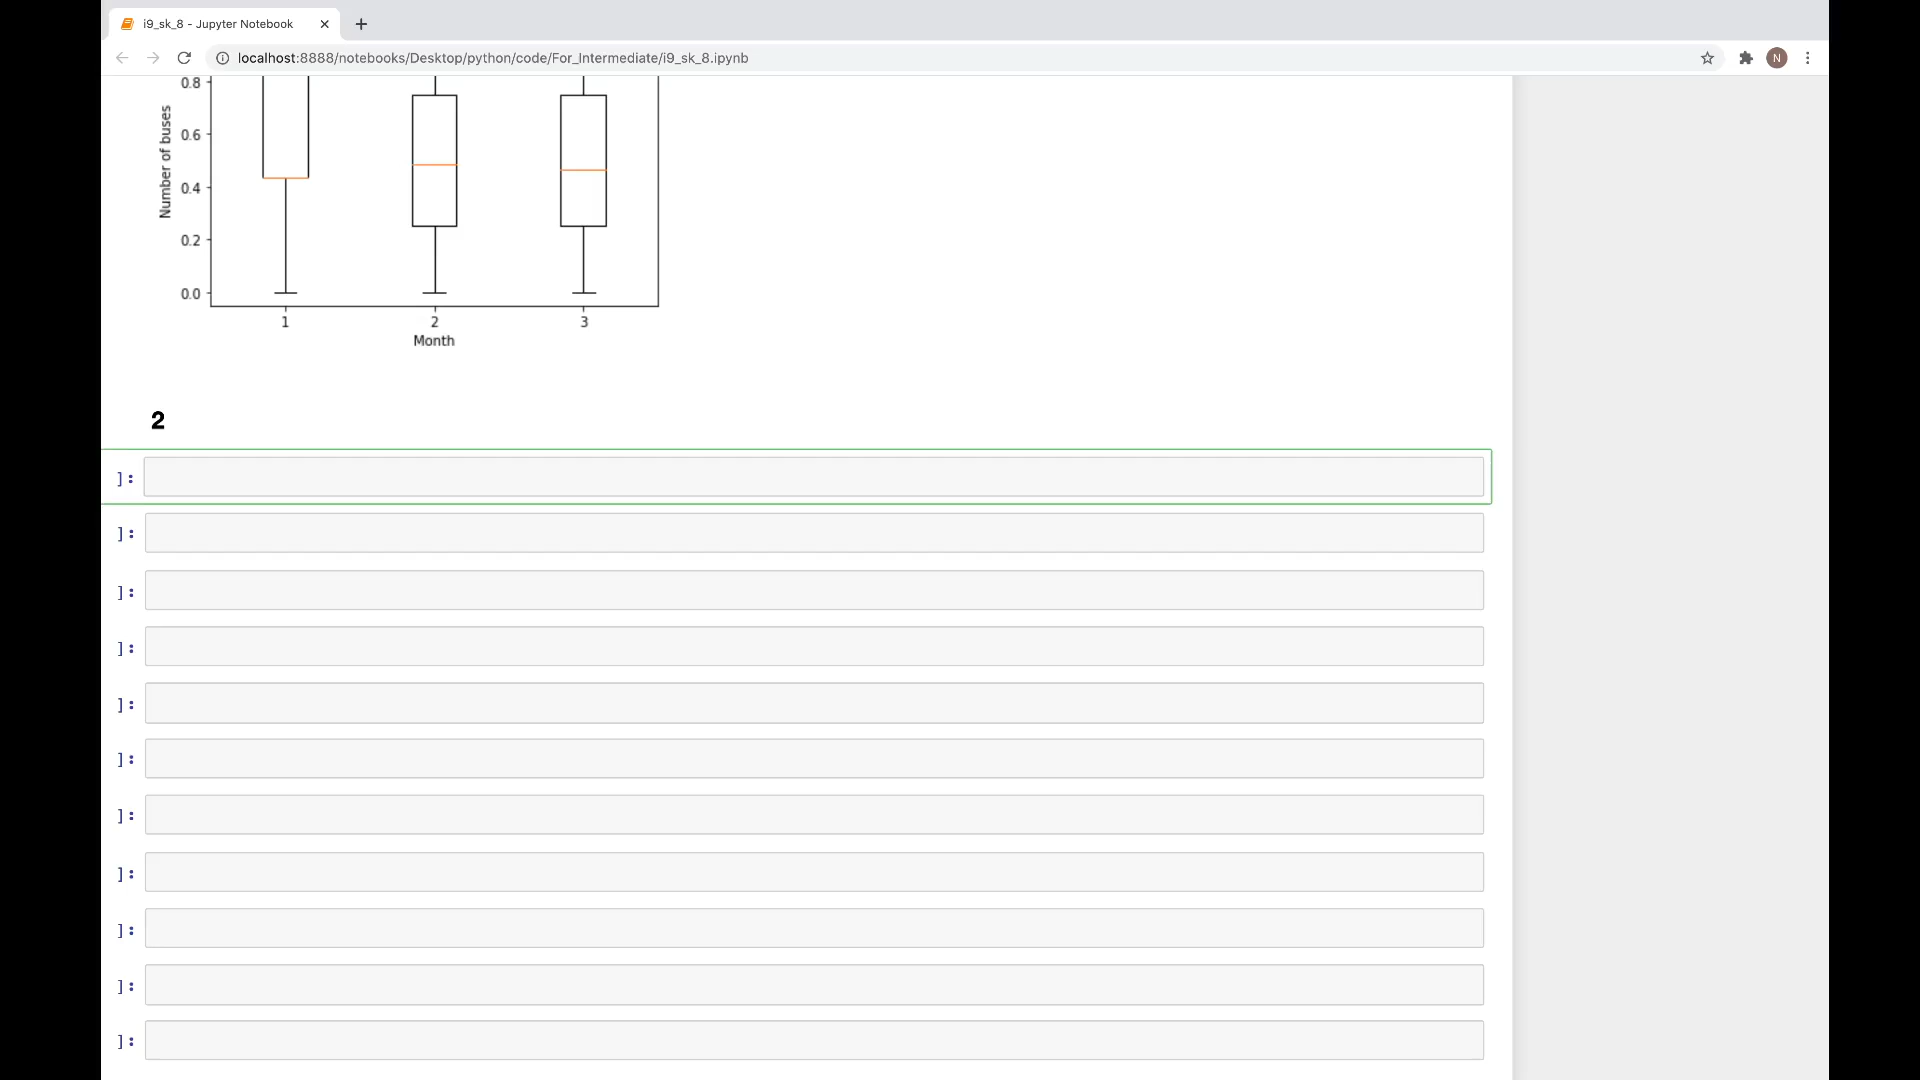 i9_sk_8 - Jupyter Notebook
localhost:8888/notebooks/Desktop/python/code/For_Intermediate/i9_sk_8.ipynb
N
0.8
0.6
0.4
0.2
0.0
Number of buses
1 2 3
Month
2
]:
]:
]:
]:
]:
]:
]:
]:
]:
]:
]: